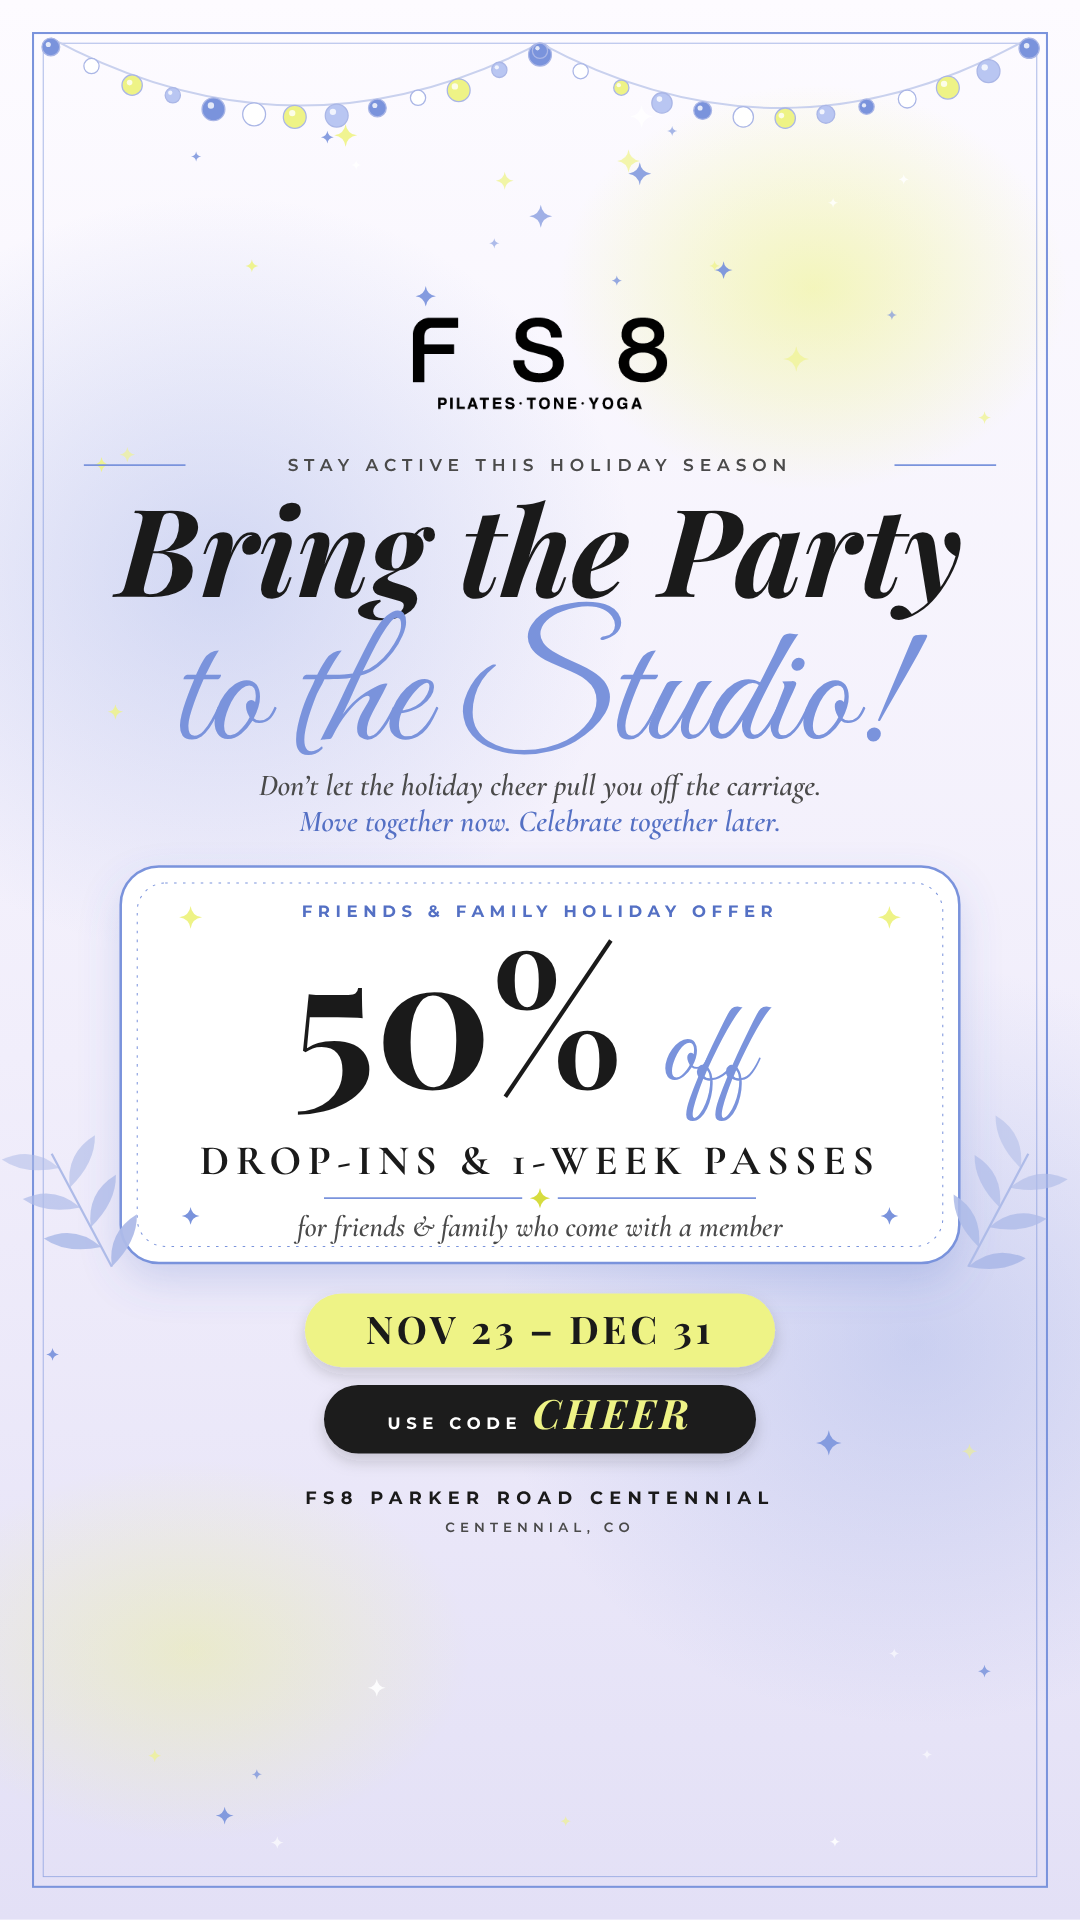 FS8
PILATES·TONE·YOGA
STAY ACTIVE THIS HOLIDAY SEASON
Bring the Party
to the Studio!
Don’t let the holiday cheer pull you off the carriage.
Move together now. Celebrate together later.
FRIENDS & FAMILY HOLIDAY OFFER
50% off
DROP-INS & 1-WEEK PASSES
for friends & family who come with a member
NOV 23 – DEC 31
USE CODE CHEER
FS8 PARKER ROAD CENTENNIAL
CENTENNIAL, CO